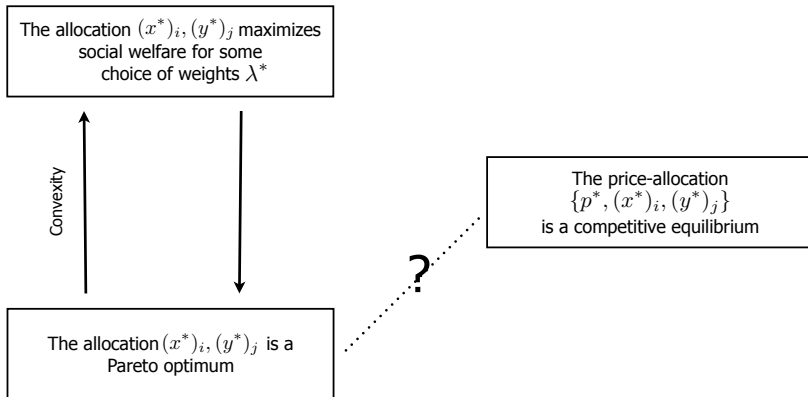 The allocation $(x^*)_i, (y^*)_j$ maximizes
social welfare for some
choice of weights $\lambda^*$
Convexity
The price-allocation
$\{p^*, (x^*)_i, (y^*)_j\}$
is a competitive equilibrium
?
The allocation $(x^*)_i, (y^*)_j$ is a
Pareto optimum